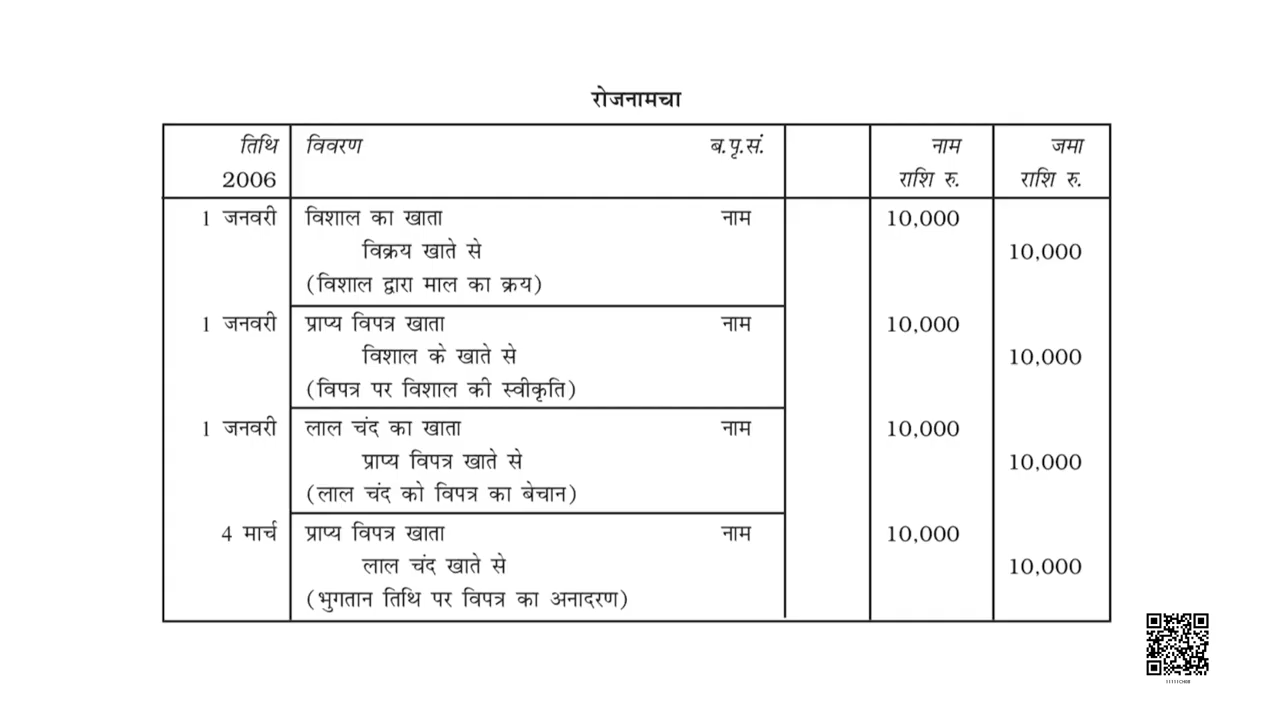 रोजनामचा
तिथि विवरण ब.पृ.सं. नाम जमा
2006 राशि रु. राशि रु.
1 जनवरी विशाल का खाता नाम 10,000
विक्रय खाते से 10,000
(विशाल द्वारा माल का क्रय)
1 जनवरी प्राप्य विपत्र खाता नाम 10,000
विशाल के खाते से 10,000
(विपत्र पर विशाल की स्वीकृति)
1 जनवरी लाल चंद का खाता नाम 10,000
प्राप्य विपत्र खाते से 10,000
(लाल चंद को विपत्र का बेचान)
4 मार्च प्राप्य विपत्र खाता नाम 10,000
लाल चंद खाते से 10,000
(भुगतान तिथि पर विपत्र का अनादरण)